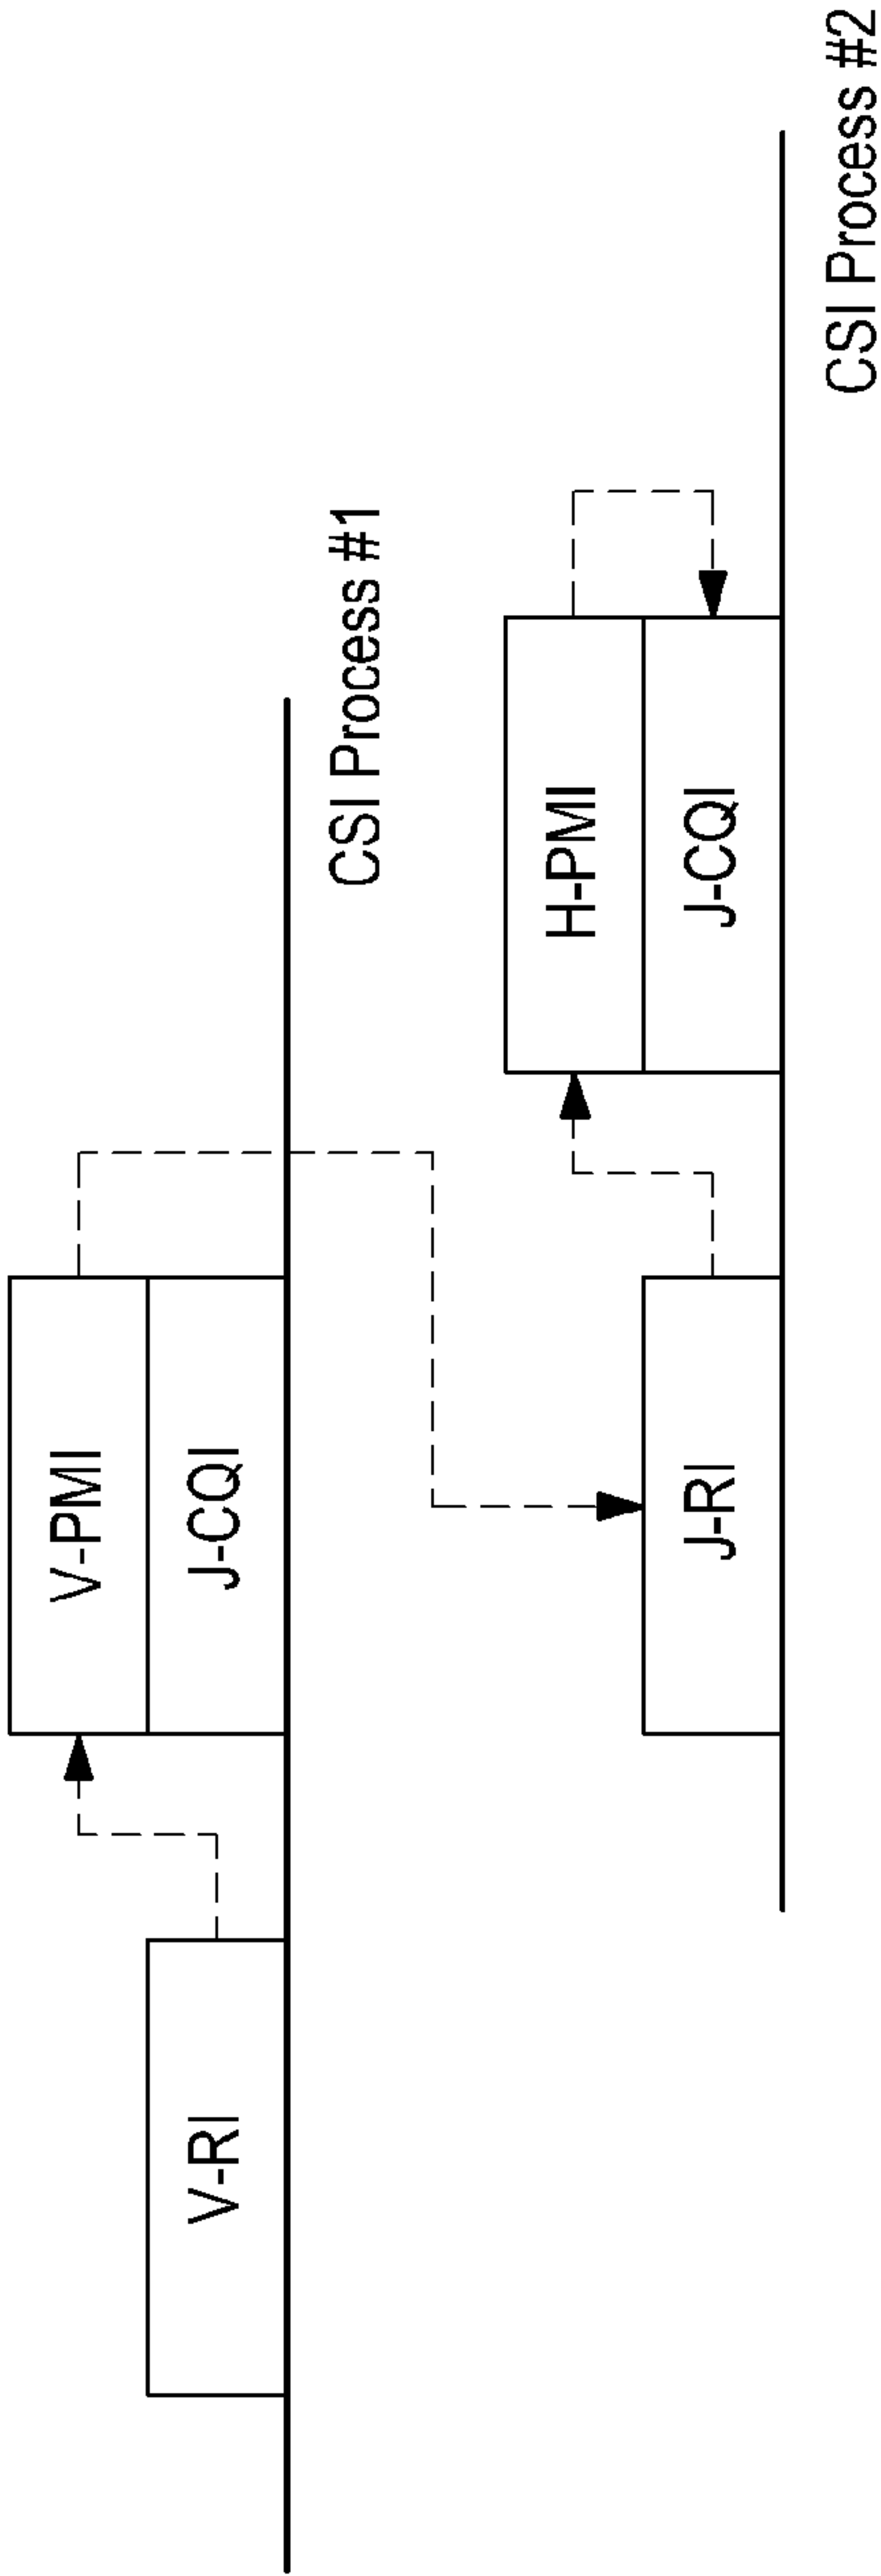 V-RI
V-PMI
J-CQI
CSI Process #1
J-RI
H-PMI
J-CQI
CSI Process #2